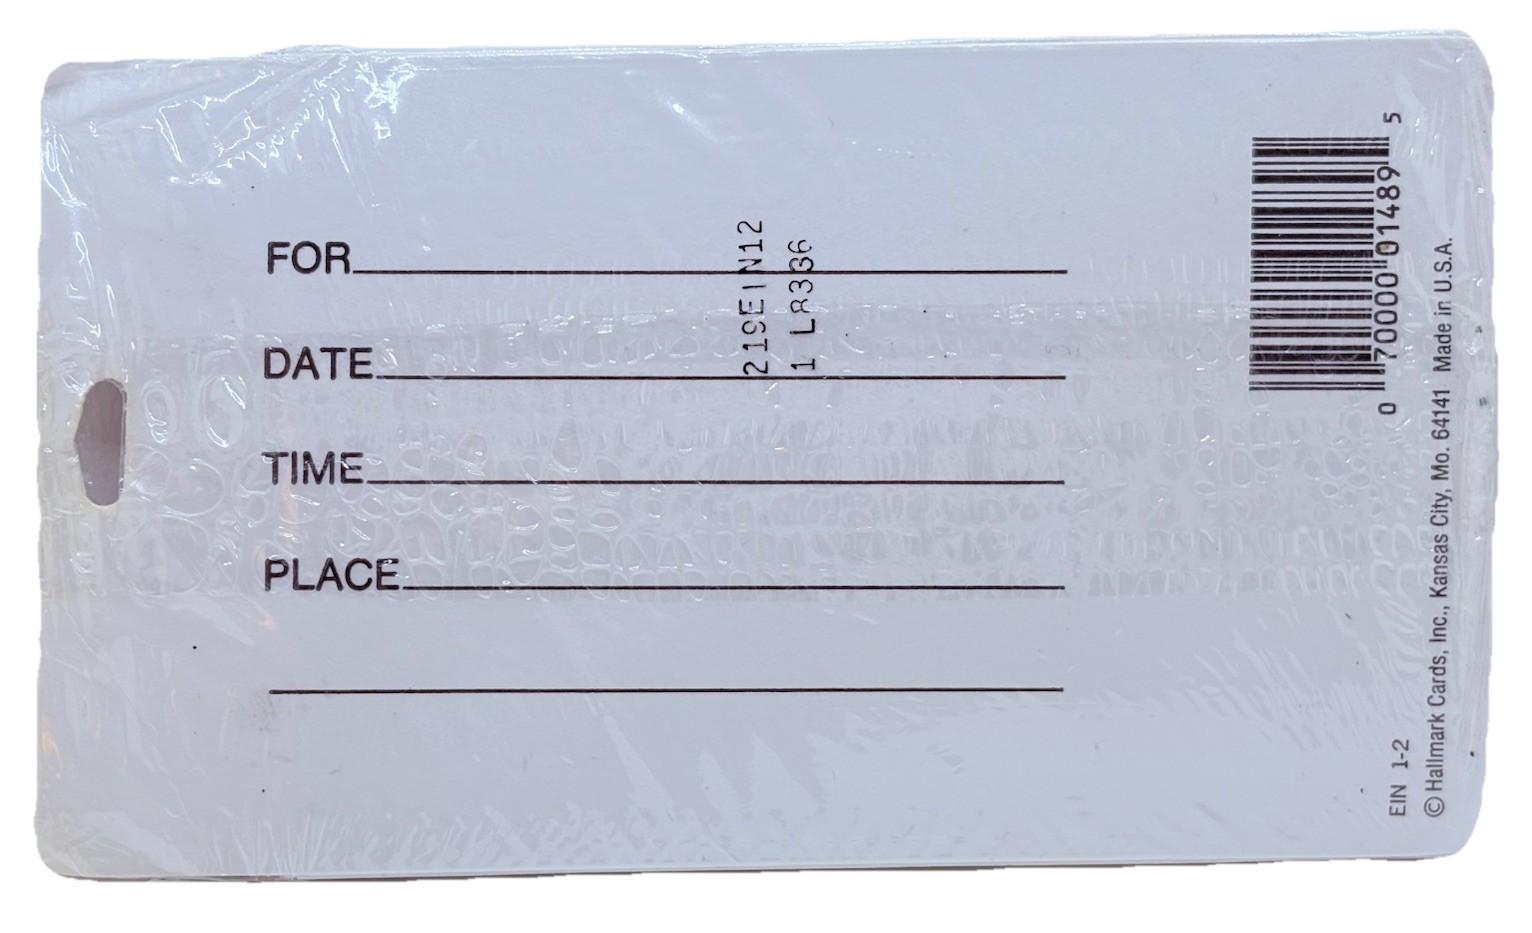 FOR
DATE
TIME
PLACE
219EIN12
1 LR336
0 70000 01489 5
EIN 1-2
© Hallmark Cards, Inc., Kansas City, Mo. 64141 Made in U.S.A.